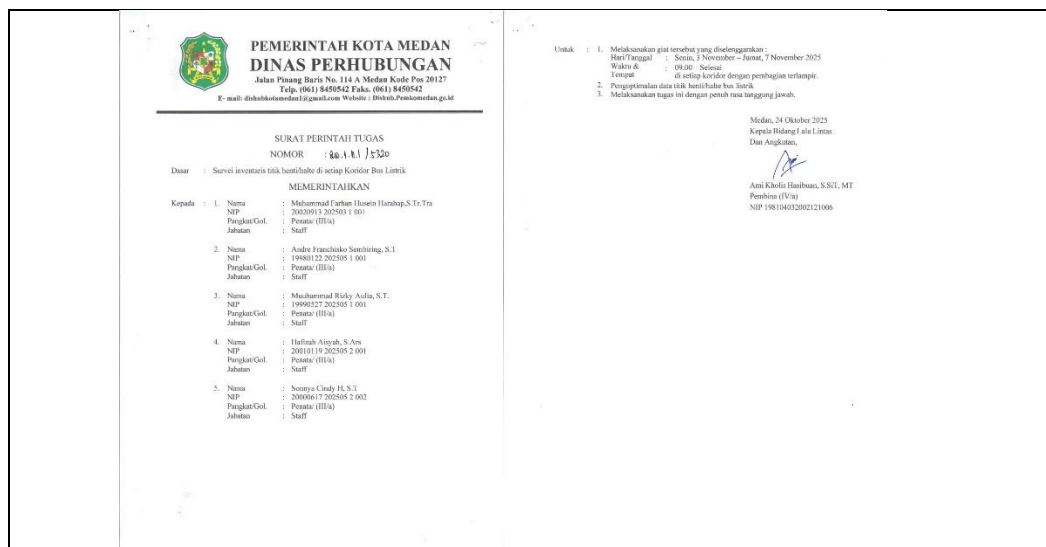 PEMERINTAH KOTA MEDAN
DINAS PERHUBUNGAN
Jalan Pinang Baris No. 114 A Medan Kode Pos 20127
Telp. (061) 8450542 Faks. (061) 8450542
E- mail: dishubkotamedan1@gmail.com Website : Dishub.Pemkomedan.go.id
SURAT PERINTAH TUGAS
NOMOR : /5320
Dasar : Survei inventaris titik henti/halte di setiap Koridor Bus Listrik
MEMERINTAHKAN
Kepada : 1. Nama : Muhammad Farhan Husein Harahap,S.Tr.Tra
NIP : 20020913 202503 1 001
Pangkat/Gol. : Penata/ (III/a)
Jabatan : Staff
2. Nama : Andre Franchisko Sembiring, S.T
NIP : 19980122 202505 1 001
Pangkat/Gol. : Penata/ (III/a)
Jabatan : Staff
3. Nama : Muuhammad Rizky Aulia, S.T.
NIP : 19990527 202505 1 001
Pangkat/Gol. : Penata/ (III/a)
Jabatan : Staff
4. Nama : Hafizah Aisyah, S.Ars
NIP : 20010119 202505 2 001
Pangkat/Gol. : Penata/ (III/a)
Jabatan : Staff
5. Nama : Sonnya Cindy H, S.T
NIP : 20000617 202505 2 002
Pangkat/Gol. : Penata/ (III/a)
Jabatan : Staff
Untuk : 1. Melaksanakan giat tersebut yang diselenggarakan :
Hari/Tanggal : Senin, 3 November – Jumat, 7 November 2025
Waktu & : 09.00 Selesai
Tempat di setiap koridor dengan pembagian terlampir.
2. Pengoptimalan data titik henti/halte bus listrik
3. Melaksanakan tugas ini dengan penuh rasa tanggung jawab.
Medan, 24 Oktober 2025
Kepala Bidang Lalu Lintas
Dan Angkutan,
Ami Kholis Hasibuan, S.SiT, MT
Pembina (IV/a)
NIP 198104032002121006